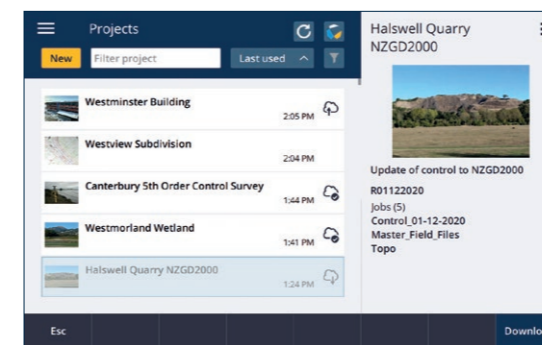 Projects
New
Filter project
Last used
Westminster Building
2:05 PM
Westview Subdivision
2:04 PM
Canterbury 5th Order Control Survey
1:44 PM
Westmorland Wetland
1:41 PM
Halswell Quarry NZGD2000
1:24 PM
Esc
Halswell Quarry
NZGD2000
Update of control to NZGD2000
R01122020
Jobs (5)
Control_01-12-2020
Master_Field_Files
Topo
Downlo